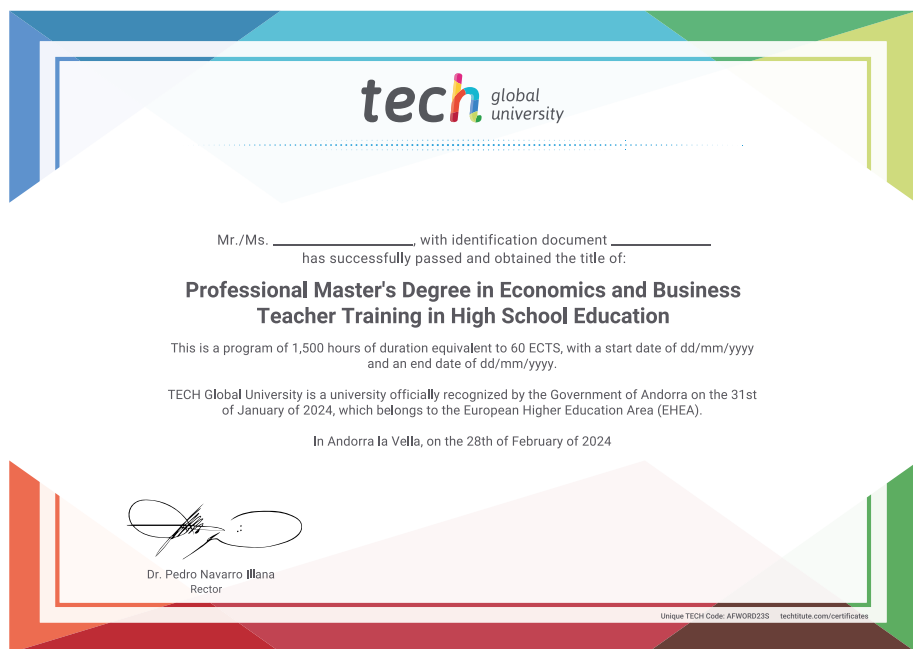 tech global
university
Mr./Ms. ____________________, with identification document ______________
has successfully passed and obtained the title of:
Professional Master's Degree in Economics and Business
Teacher Training in High School Education
This is a program of 1,500 hours of duration equivalent to 60 ECTS, with a start date of dd/mm/yyyy
and an end date of dd/mm/yyyy.
TECH Global University is a university officially recognized by the Government of Andorra on the 31st
of January of 2024, which belongs to the European Higher Education Area (EHEA).
In Andorra la Vella, on the 28th of February of 2024
Dr. Pedro Navarro Illana
Rector
Unique TECH Code: AFWORD23S techtitute.com/certificates